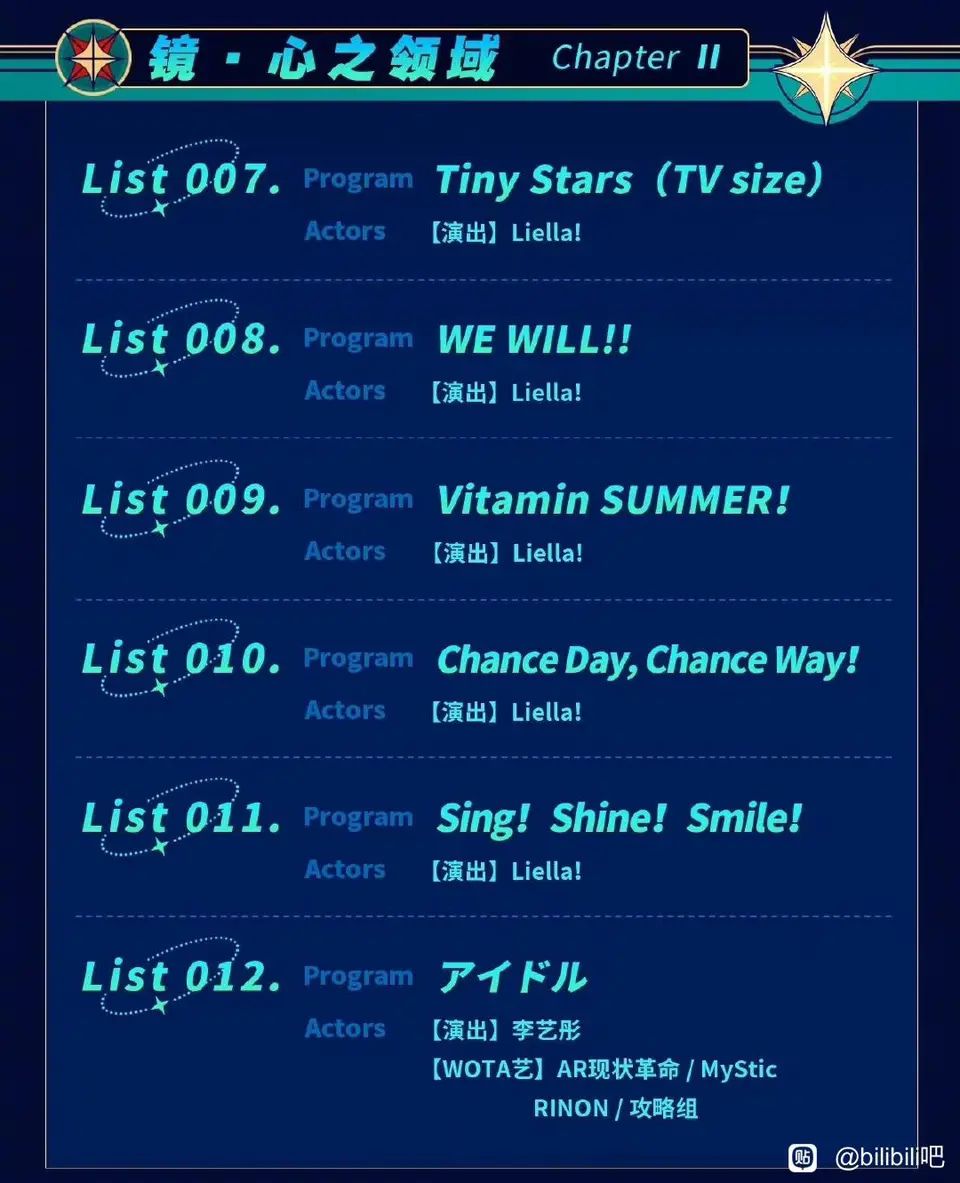 镜·心之领域 Chapter II
List 007. Program Tiny Stars（TV size）
Actors 【演出】Liella!
List 008. Program WE WILL!!
Actors 【演出】Liella!
List 009. Program Vitamin SUMMER!
Actors 【演出】Liella!
List 010. Program Chance Day, Chance Way!
Actors 【演出】Liella!
List 011. Program Sing! Shine! Smile!
Actors 【演出】Liella!
List 012. Program アイドル
Actors 【演出】李艺彤
【WOTA艺】AR现状革命 / MyStic
RINON / 攻略组
贴 @bilibili吧